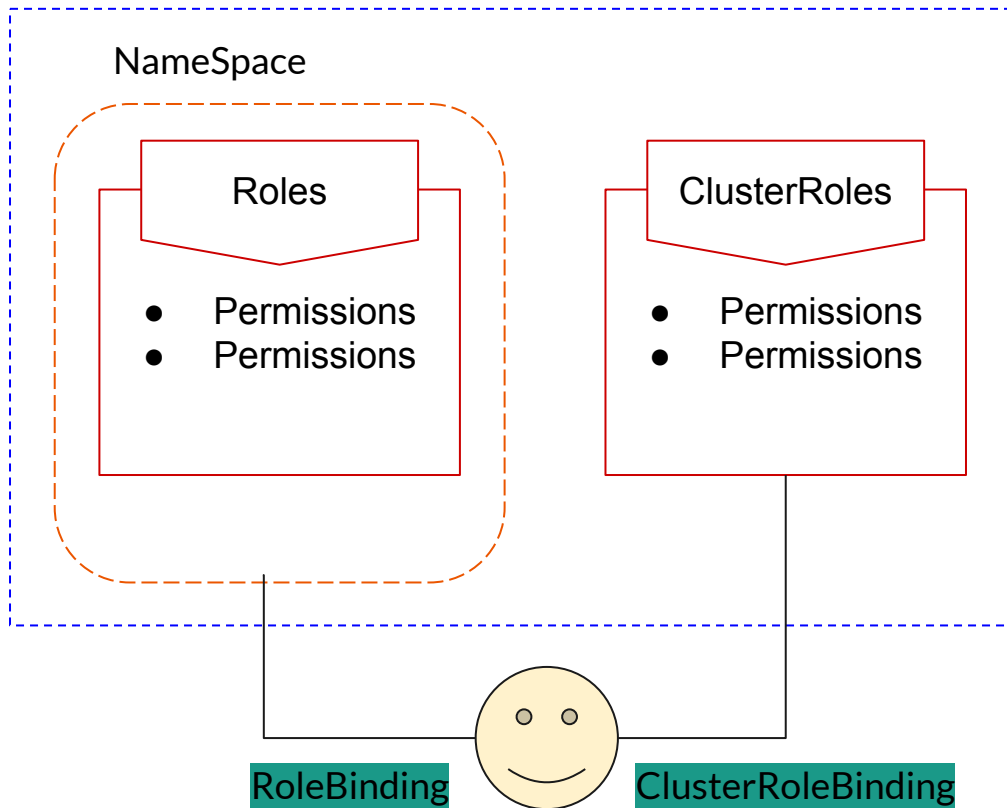 NameSpace
Roles
● Permissions
● Permissions
ClusterRoles
● Permissions
● Permissions
RoleBinding
ClusterRoleBinding